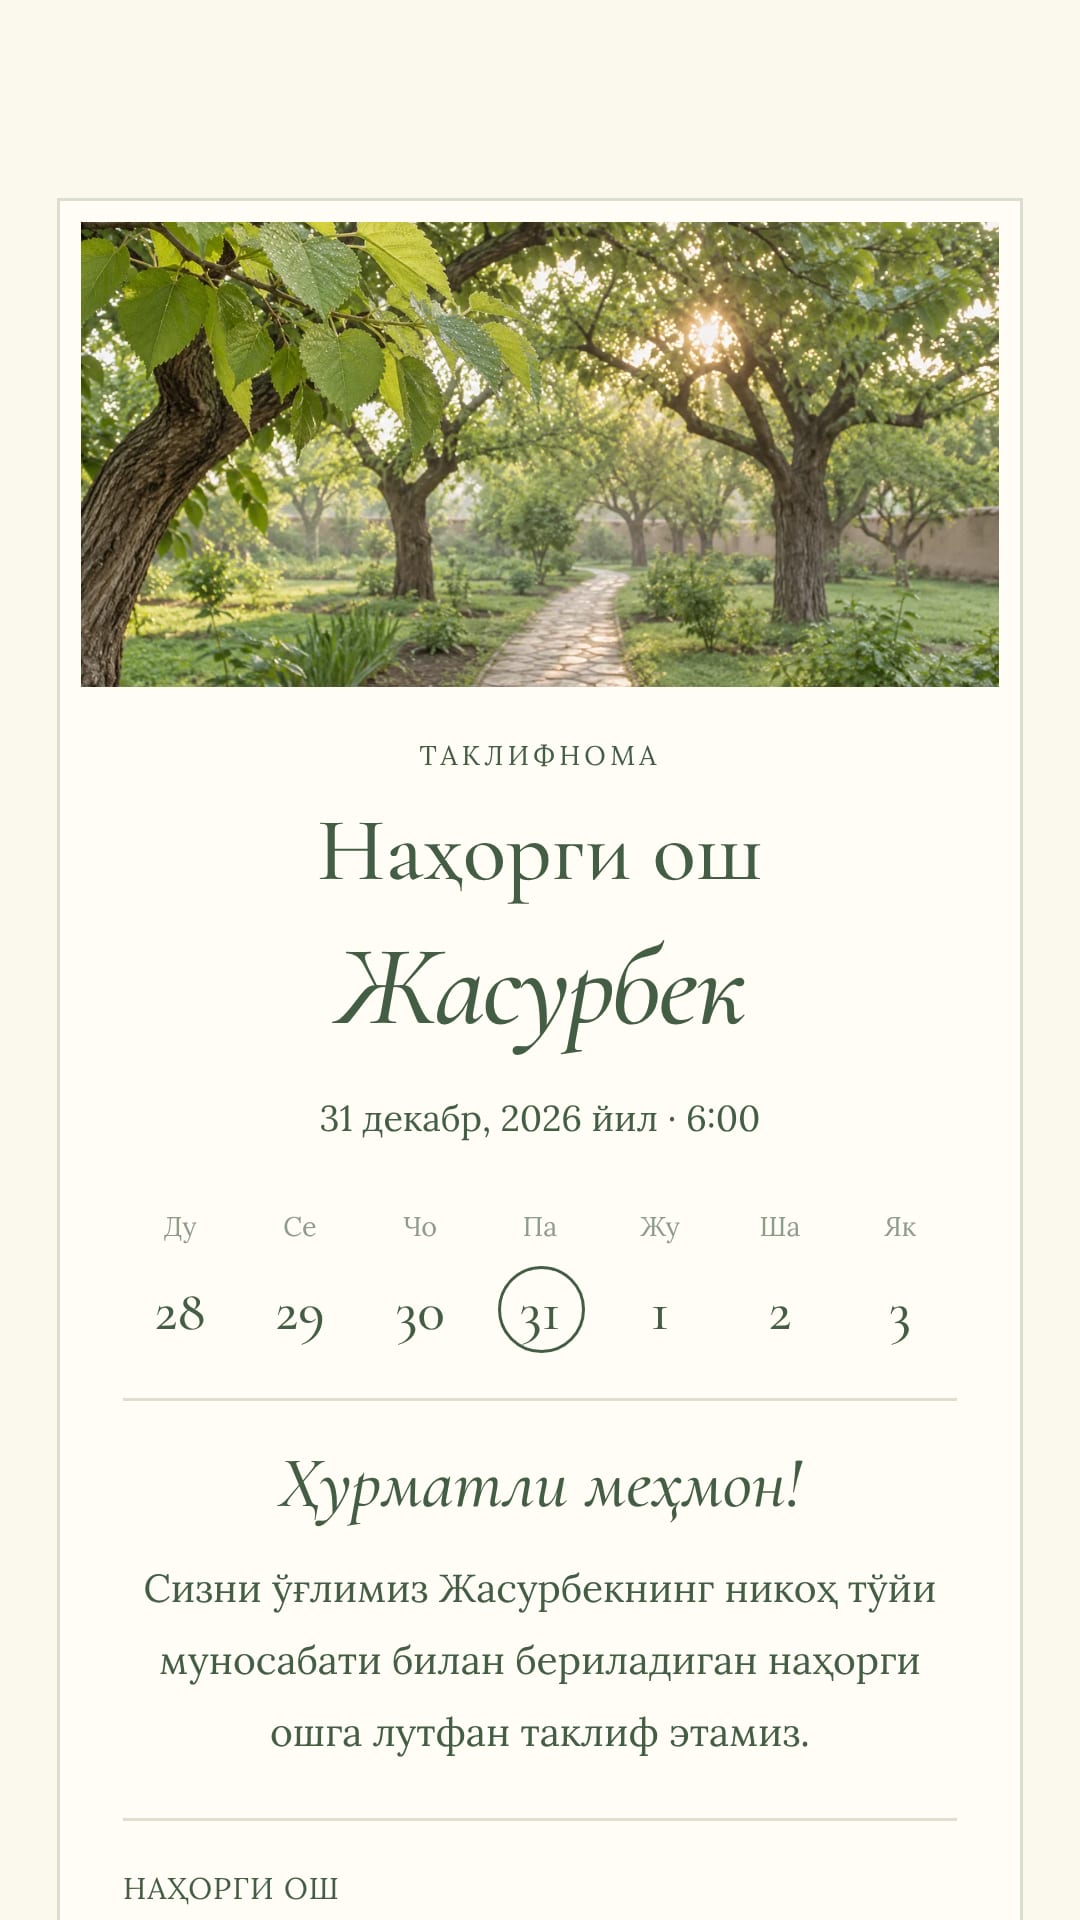 ТАКЛИФНОМА
Наҳорги ош
Жасурбек
31 декабр, 2026 йил · 6:00
Ду Се Чо Па Жу Ша Як
28 29 30 31 1 2 3
Ҳурматли меҳмон!
Сизни ўғлимиз Жасурбекнинг никоҳ тўйи
муносабати билан бериладиган наҳорги
ошга лутфан таклиф этамиз.
НАҲОРГИ ОШ